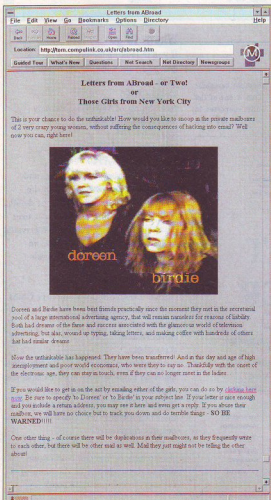 Letters from ABroad
File Edit View Go Bookmarks Options Directory Help
Back Home Reload Open Find
Location: http://tom.compulink.co.uk/arc/abroad.htm
Guided Tour What's New Questions Net Search Net Directory Newsgroups
M
Letters from ABroad - or Two!
or
Those Girls from New York City
This is your chance to do the unthinkable! How would you like to snoop in the private mailboxes
of 2 very crazy young women, without suffering the consequences of hacking into email? Well
now you can, right here!
doreen
birdie
Doreen and Birdie have been best friends practically since the moment they met in the secretarial
pool of a large international advertising agency, that will remain nameless for reasons of liability.
Both had dreams of the fame and success associated with the glamorous world of television
advertising, but alas, wound up typing, taking letters, and making coffee with hundreds of others
that had similar dreams
Now the unthinkable has happened. They have been transferred! And in this day and age of high
unemployment and poor world economics, who were they to say no. Thankfully with the onset of
the electronic age, they can stay in touch, even if they can no longer meet in the ladies.
If you would like to get in on the act by emailing either of the girls, you can do so by clicking here
now. Be sure to specify 'to Doreen' or 'to Birdie' in your subject line. If your letter is nice enough
and you include a return address, you may see it here and even get a reply. If you abuse their
mailbox, we will have no choice but to track you down and do terrible things - SO BE
WARNED!!!!!
One other thing - of course there will be duplications in their mailboxes, as they frequently write
to each other, but there will be other mail as well. They just might not be telling the other
about!